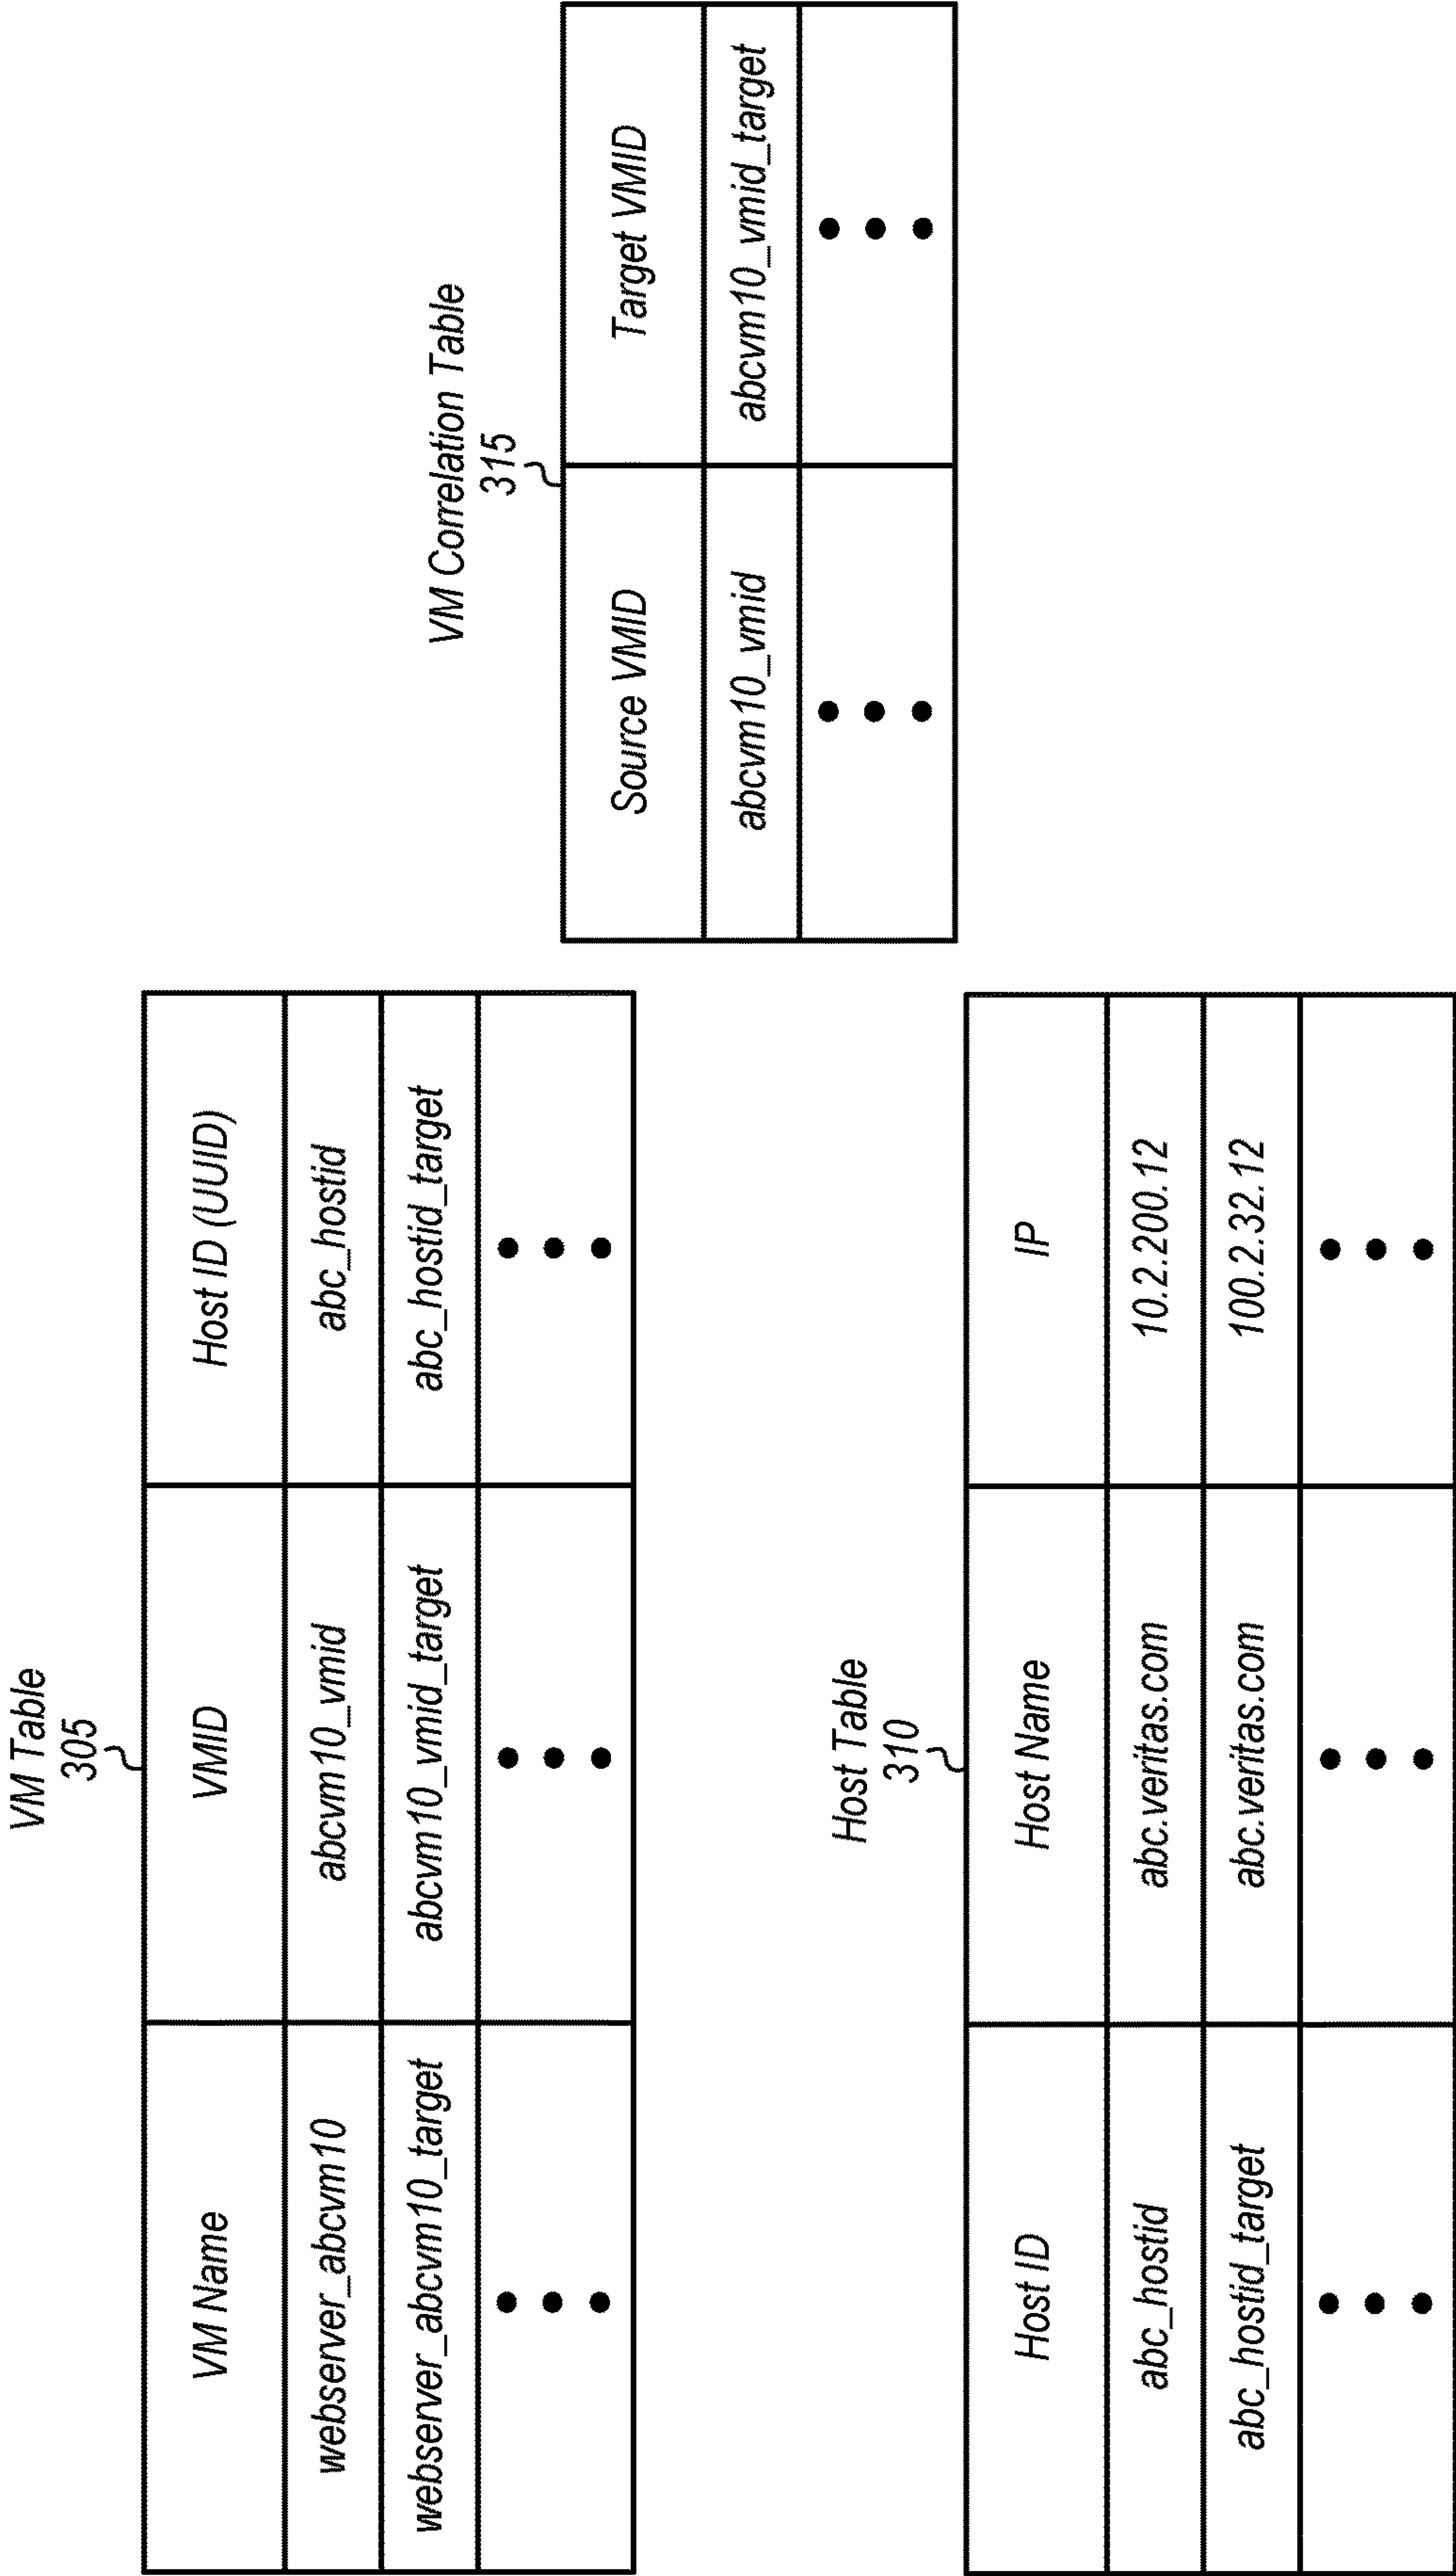 VM Table
305
VM Name VMID Host ID (UUID)
webserver_abcvm10 abcvm10_vmid abc_hostid
webserver_abcvm10_target abcvm10_vmid_target abc_hostid_target
VM Correlation Table
315
Source VMID Target VMID
abcvm10_vmid abcvm10_vmid_target
Host Table
310
Host ID Host Name IP
abc_hostid abc.veritas.com 10.2.200.12
abc_hostid_target abc.veritas.com 100.2.32.12